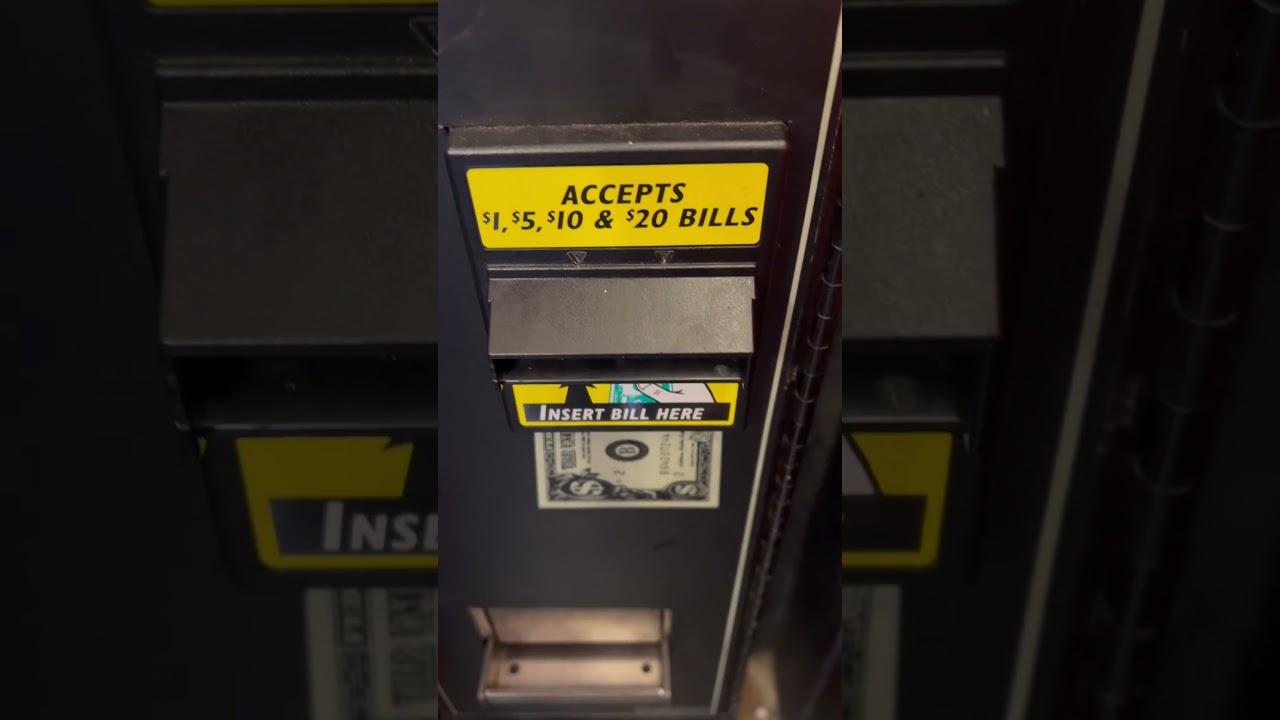 ACCEPTS
$1, $5, $10 & $20 BILLS
INSERT BILL HERE
B